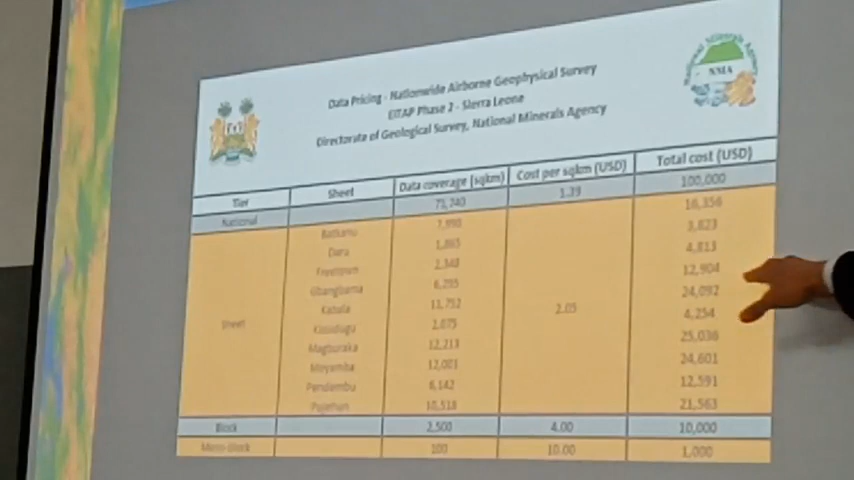 Data Pricing - Nationwide Airborne Geophysical Survey
EITAP Phase 2 - Sierra Leone
Directorate of Geological Survey, National Minerals Agency
National Minerals Agency
NMA
Tier Sheet Data coverage (sqkm) Cost per sqkm (USD) Total cost (USD)
National 71,740 1.39 100,000
Batkanu 16,356
Daru 1,865 3,823
Freetown 2,348 4,813
Gbangbama 6,295 12,904
Kabala 11,752 24,092
Sheet Kissidugu 2,075 2.05 4,254
Magburaka 12,213 25,036
Moyamba 12,001 24,601
Pendembu 6,142 12,591
Pujehun 10,518 21,563
Block 2,500 4.00 10,000
Micro-block 100 10.00 1,000